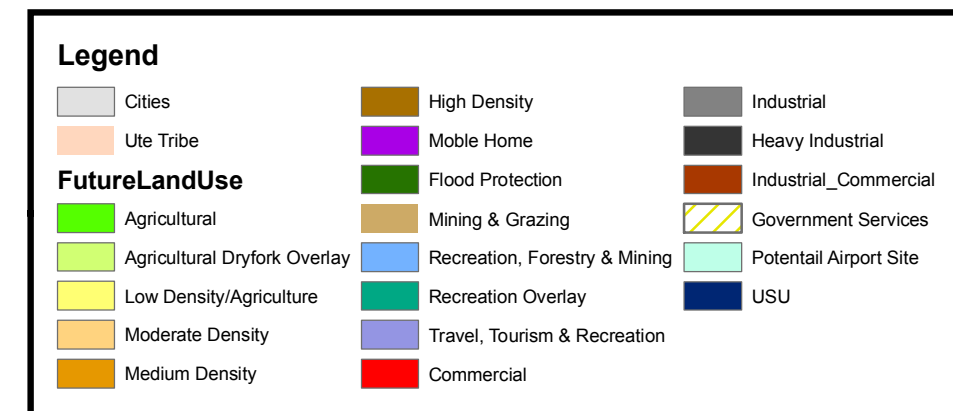 Legend
Cities
Ute Tribe
FutureLandUse
Agricultural
Agricultural Dryfork Overlay
Low Density/Agriculture
Moderate Density
Medium Density
High Density
Moble Home
Flood Protection
Mining & Grazing
Recreation, Forestry & Mining
Recreation Overlay
Travel, Tourism & Recreation
Commercial
Industrial
Heavy Industrial
Industrial_Commercial
Government Services
Potentail Airport Site
USU